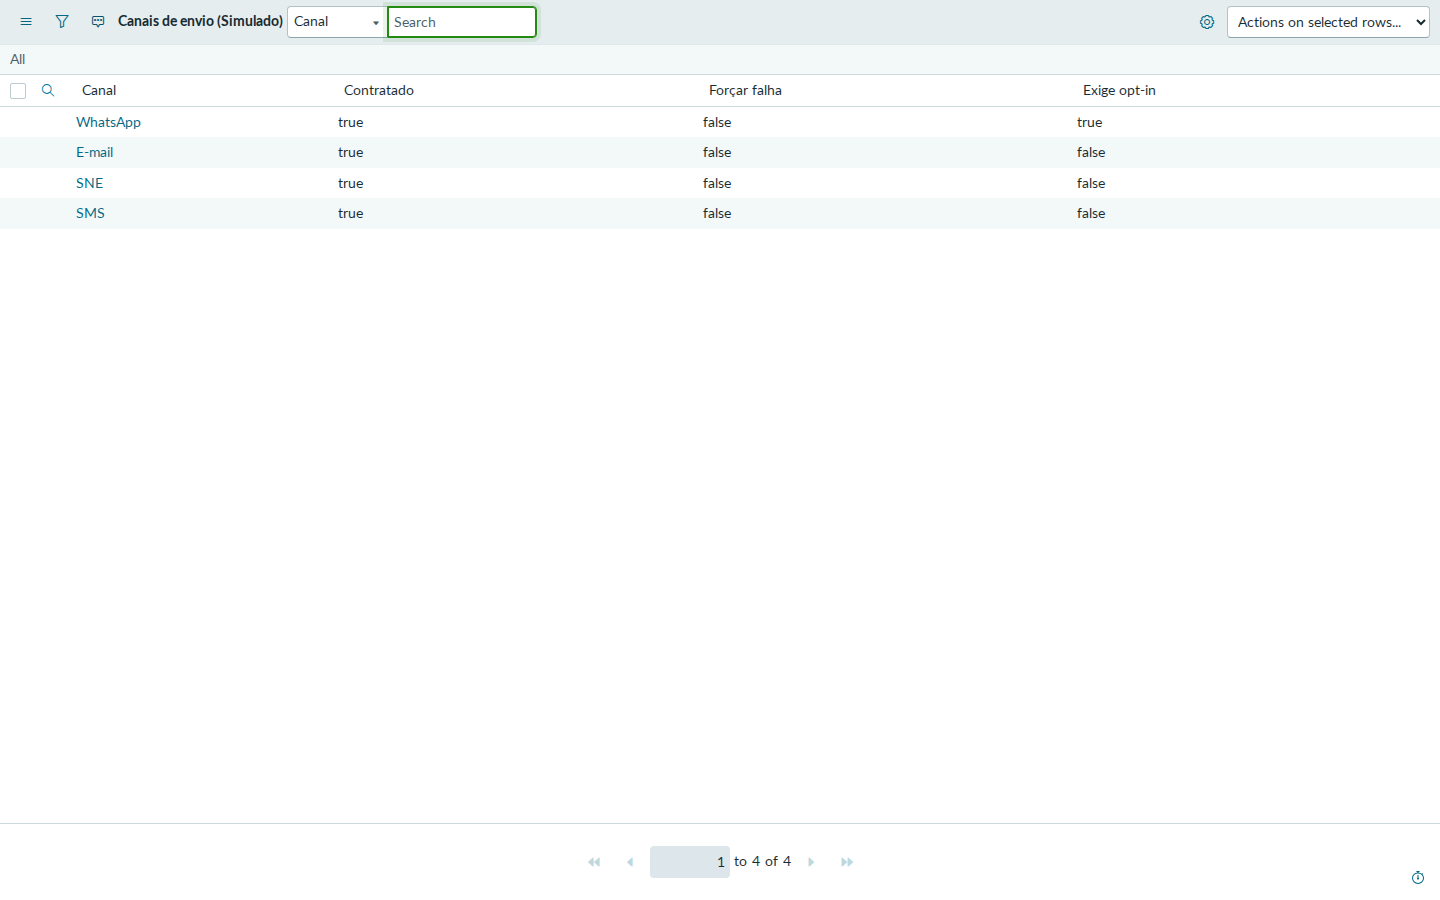 Canais de envio (Simulado) Canal Search Actions on selected rows...
All
Canal Contratado Forçar falha Exige opt-in
WhatsApp true false true
E-mail true false false
SNE true false false
SMS true false false
1 to 4 of 4